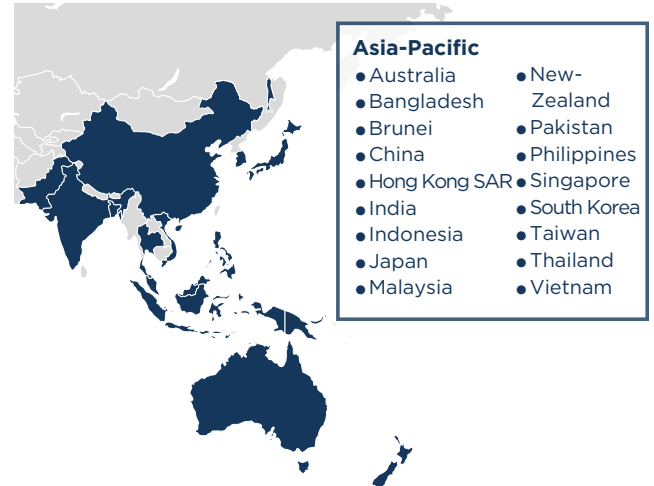 Asia-Pacific
● Australia
● Bangladesh
● Brunei
● China
● Hong Kong SAR
● India
● Indonesia
● Japan
● Malaysia
● New-
Zealand
● Pakistan
● Philippines
● Singapore
● South Korea
● Taiwan
● Thailand
● Vietnam